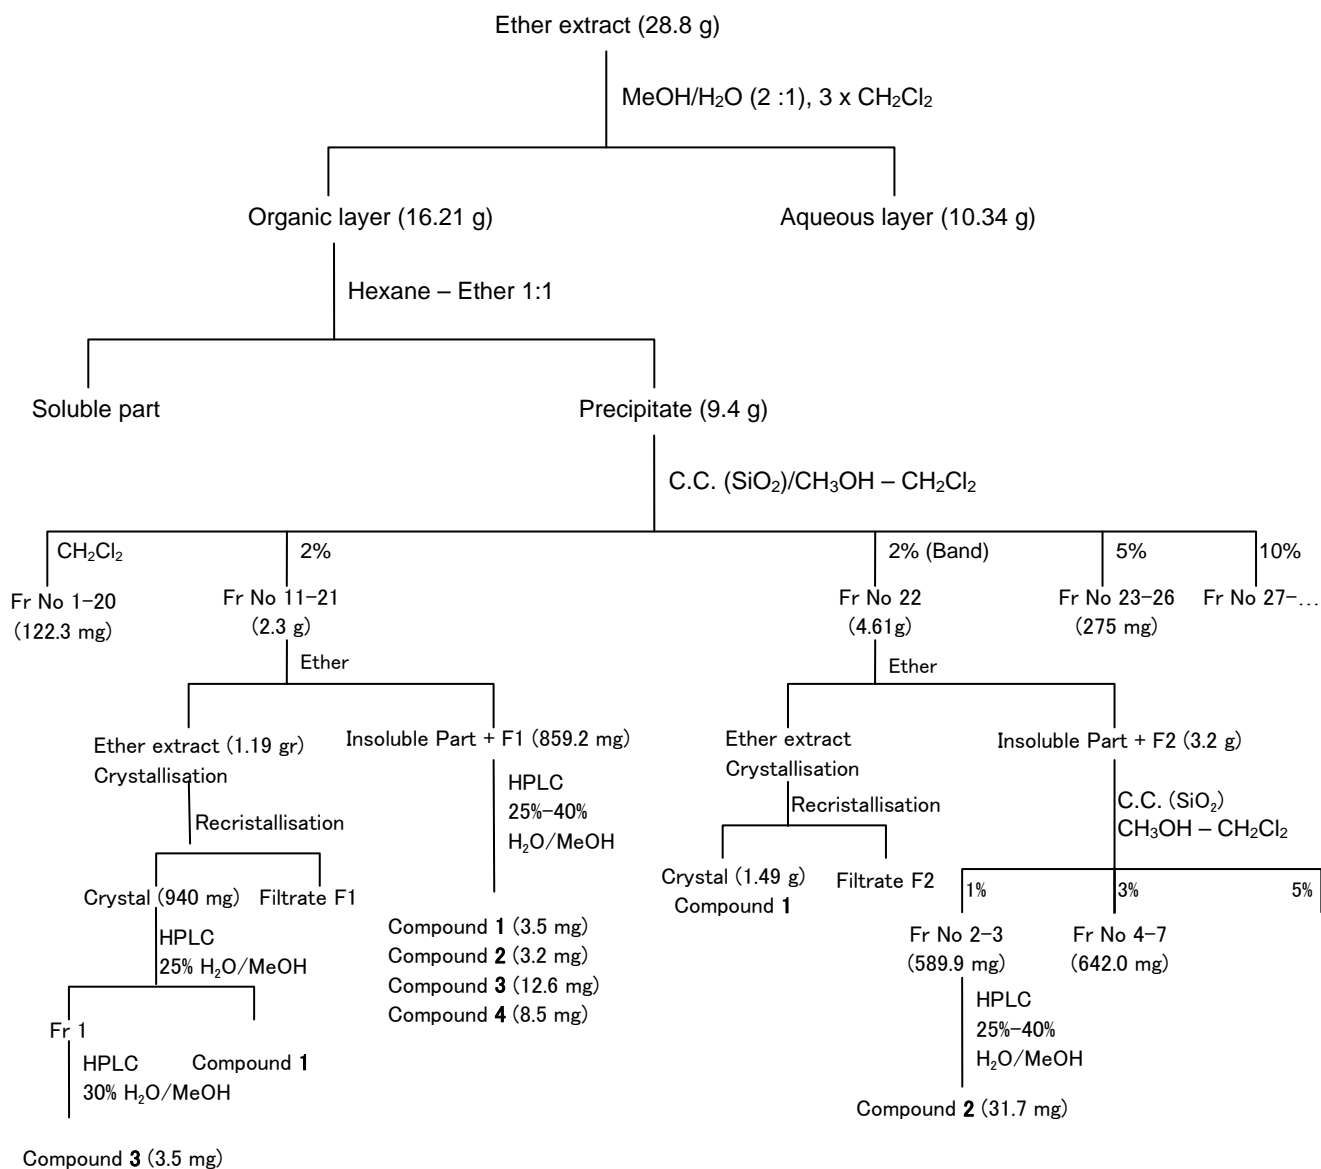 Ether extract (28.8 g)
MeOH/H₂O (2 :1), 3 x CH₂Cl₂
Organic layer (16.21 g)
Aqueous layer (10.34 g)
Hexane – Ether 1:1
Soluble part
Precipitate (9.4 g)
C.C. (SiO₂)/CH₃OH – CH₂Cl₂
CH₂Cl₂
2%
2% (Band)
5%
10%
Fr No 1-20
(122.3 mg)
Fr No 11-21
(2.3 g)
Fr No 22
(4.61g)
Fr No 23-26
(275 mg)
Fr No 27-...
Ether
Ether
Ether extract (1.19 gr)
Crystallisation
Insoluble Part + F1 (859.2 mg)
Ether extract
Crystallisation
Insoluble Part + F2 (3.2 g)
Recristallisation
HPLC
25%-40%
H₂O/MeOH
Recristallisation
C.C. (SiO₂)
CH₃OH – CH₂Cl₂
Crystal (940 mg)
Filtrate F1
Crystal (1.49 g)
Compound 1
Filtrate F2
1%
3%
5%
HPLC
25% H₂O/MeOH
Compound 1 (3.5 mg)
Compound 2 (3.2 mg)
Compound 3 (12.6 mg)
Compound 4 (8.5 mg)
Fr No 2-3
(589.9 mg)
Fr No 4-7
(642.0 mg)
Fr 1
HPLC
30% H₂O/MeOH
Compound 1
HPLC
25%-40%
H₂O/MeOH
Compound 2 (31.7 mg)
Compound 3 (3.5 mg)